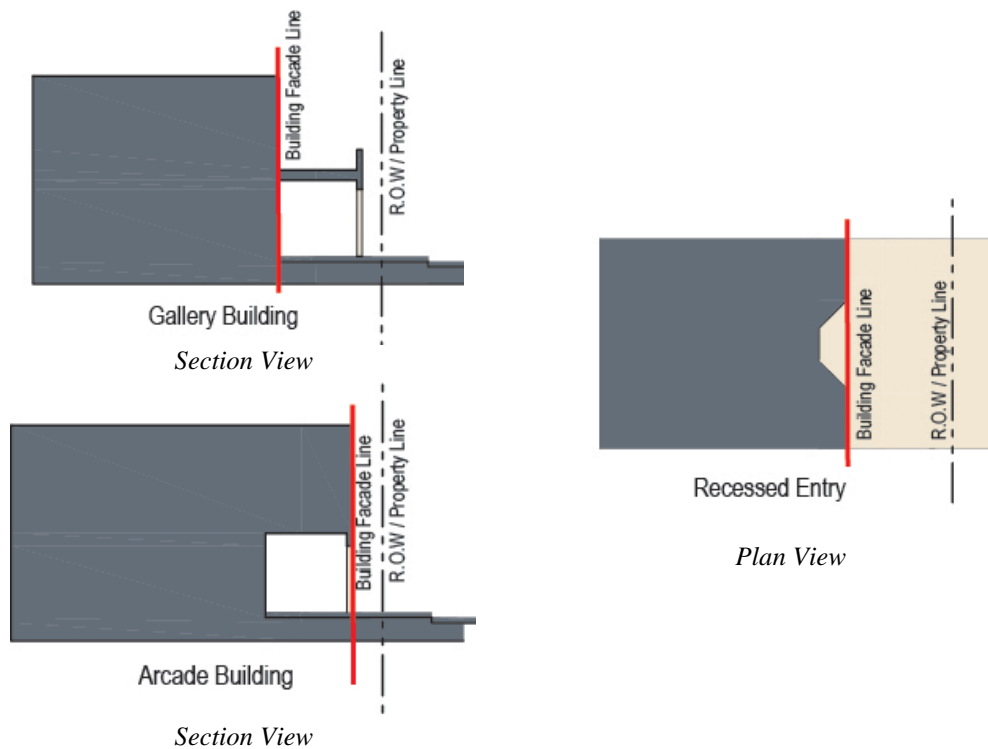 Building Facade Line
R.O.W / Property Line
Gallery Building
Section View
Building Facade Line
R.O.W / Property Line
Arcade Building
Section View
Building Facade Line
R.O.W / Property Line
Recessed Entry
Plan View